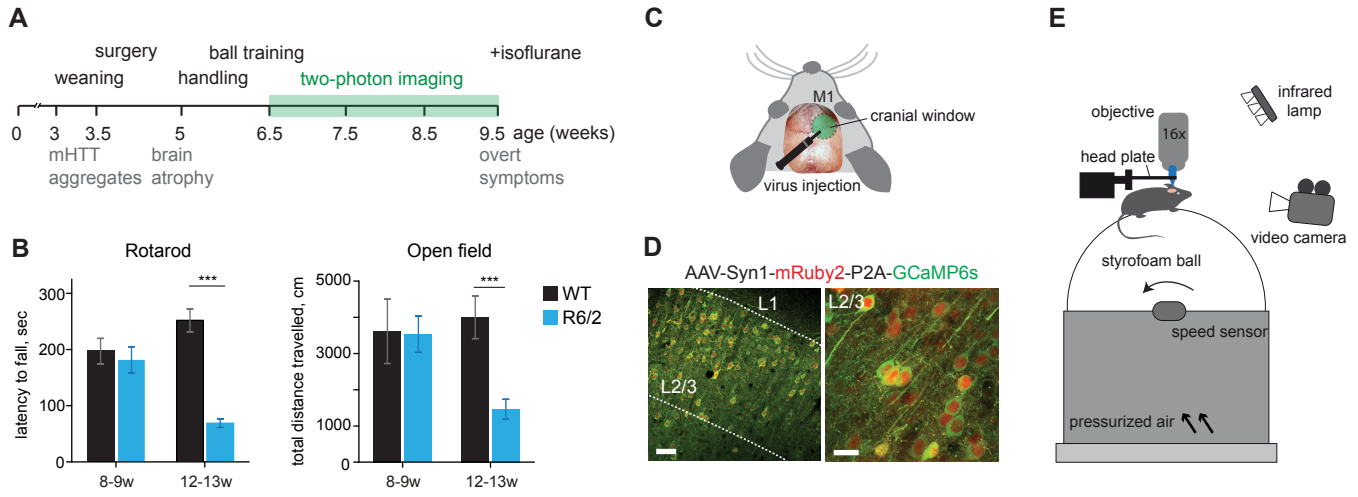 A
surgery
ball training
+isoflurane
weaning
handling
two-photon imaging
0
3
3.5
5
6.5
7.5
8.5
9.5
age (weeks)
mHTT
aggregates
brain
atrophy
overt
symptoms
B
Rotarod
***
latency to fall, sec
300
200
100
0
8-9w
12-13w
Open field
***
total distance travelled, cm
5000
3000
1000
0
8-9w
12-13w
WT
R6/2
C
M1
cranial window
virus injection
D
AAV-Syn1-mRuby2-P2A-GCaMP6s
L1
L2/3
L2/3
E
infrared
lamp
objective
16x
head plate
video camera
styrofoam ball
speed sensor
pressurized air